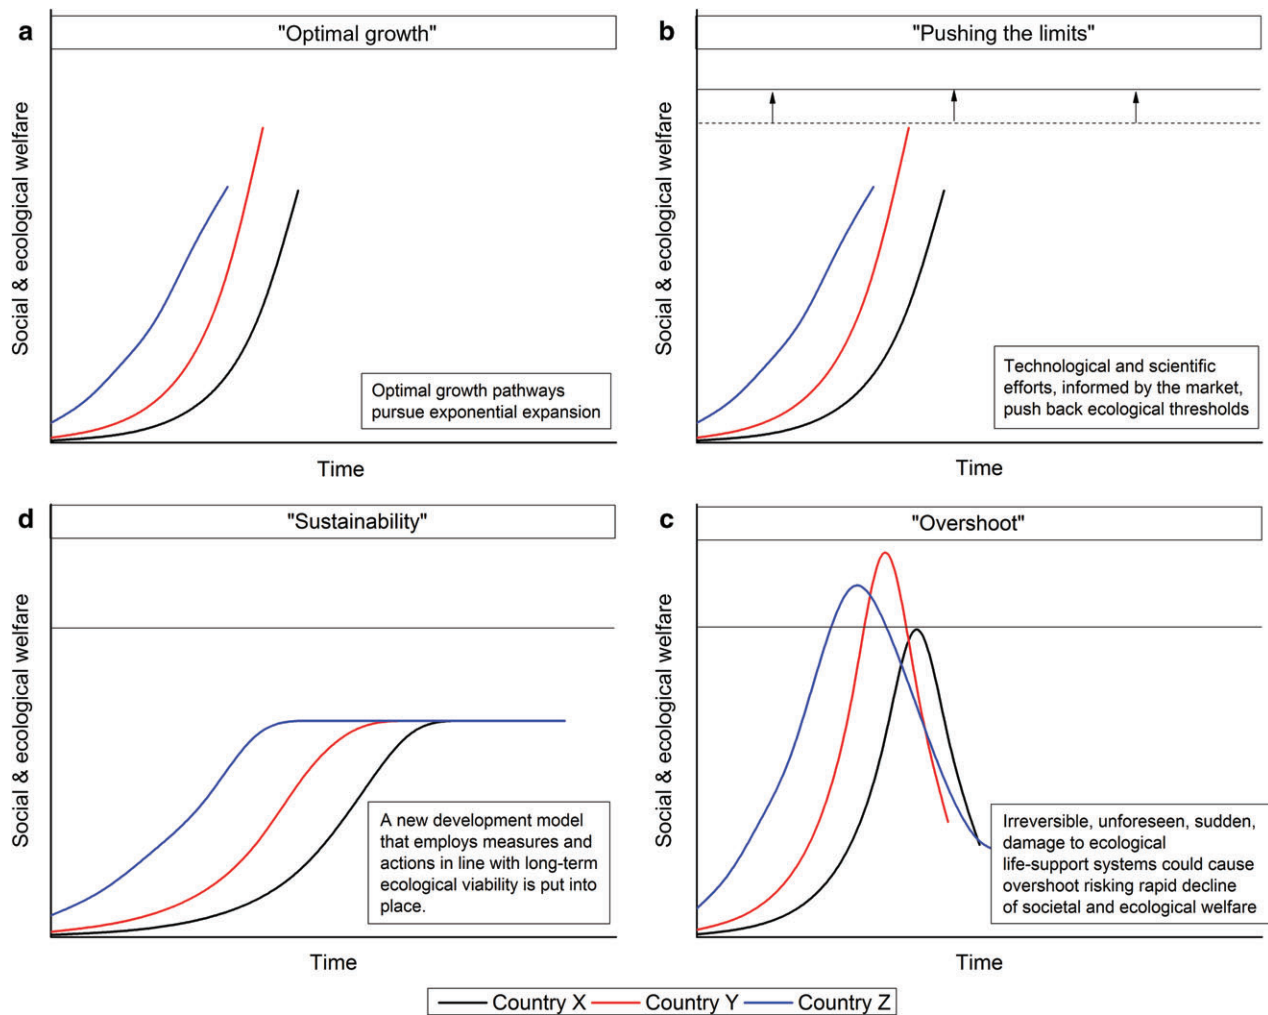 a
"Optimal growth"
Social & ecological welfare
Optimal growth pathways
pursue exponential expansion
Time
b
"Pushing the limits"
Social & ecological welfare
Technological and scientific
efforts, informed by the market,
push back ecological thresholds
Time
d
"Sustainability"
Social & ecological welfare
A new development model
that employs measures and
actions in line with long-term
ecological viability is put into
place.
Time
c
"Overshoot"
Social & ecological welfare
Irreversible, unforeseen, sudden,
damage to ecological
life-support systems could cause
overshoot risking rapid decline
of societal and ecological welfare
Time
Country X Country Y Country Z